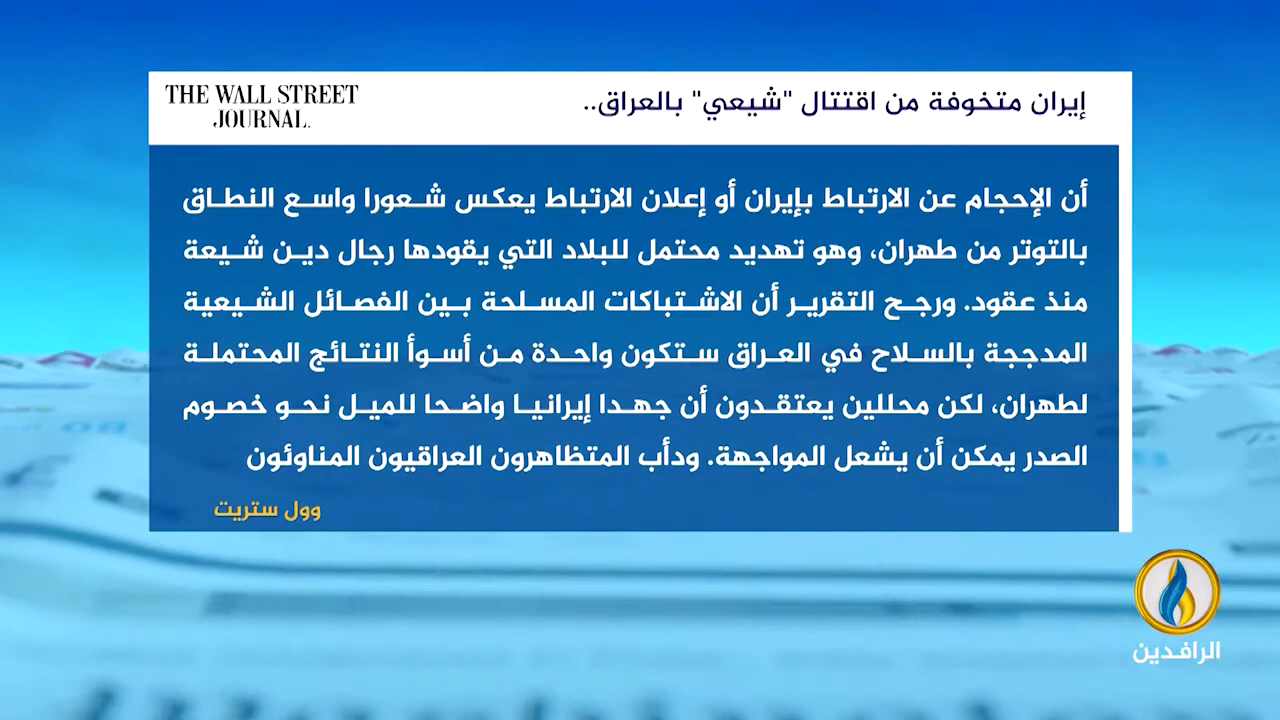 THE WALL STREET
JOURNAL.
إيران متخوفة من اقتتال "شيعي" بالعراق..
أن الإحجام عن الارتباط بإيران أو إعلان الارتباط يعكس شعورا واسع النطاق
بالتوتر من طهران، وهو تهديد محتمل للبلاد التي يقودها رجال دين شيعة
منذ عقود. ورجح التقرير أن الاشتباكات المسلحة بين الفصائل الشيعية
المدججة بالسلاح في العراق ستكون واحدة من أسوأ النتائج المحتملة
لطهران، لكن محللين يعتقدون أن جهدا إيرانيا واضحا للميل نحو خصوم
الصدر يمكن أن يشعل المواجهة. ودأب المتظاهرون العراقيون المناوئون
وول ستريت
الرافدين